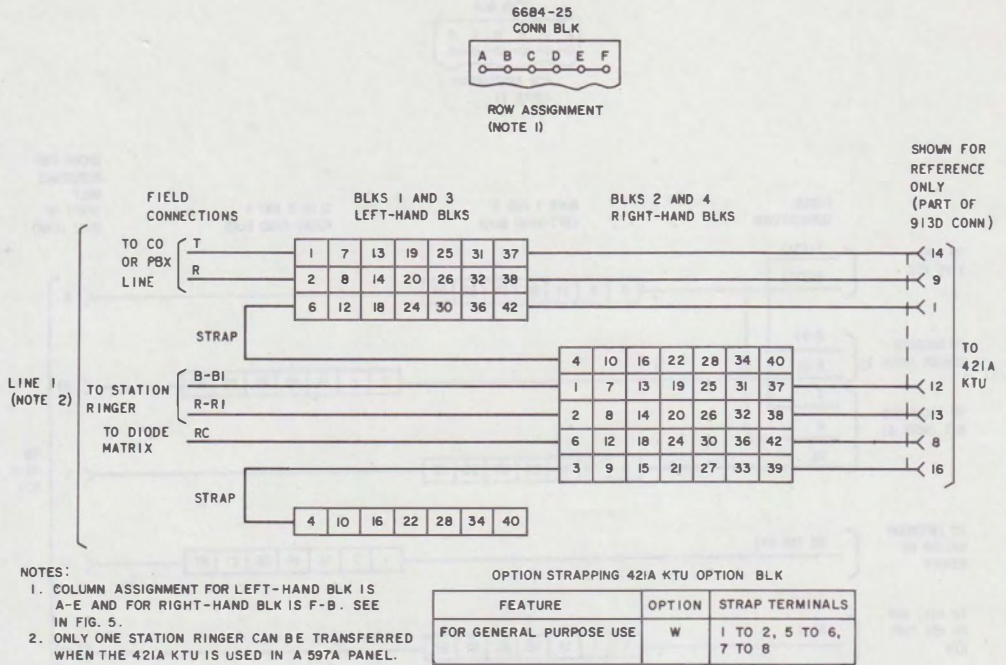 6684-25
CONN BLK
A B C D E F
ROW ASSIGNMENT
(NOTE 1)
SHOWN FOR
REFERENCE
ONLY
(PART OF
913D CONN)
FIELD
CONNECTIONS
BLKS 1 AND 3
LEFT-HAND BLKS
BLKS 2 AND 4
RIGHT-HAND BLKS
TO CO
OR PBX
LINE
T
1 7 13 19 25 31 37
14
R
2 8 14 20 26 32 38
9
6 12 18 24 30 36 42
1
STRAP
4 10 16 22 28 34 40
TO
421A
KTU
LINE 1
(NOTE 2)
TO STATION
RINGER
B-B1
1 7 13 19 25 31 37
12
R-R1
2 8 14 20 26 32 38
13
TO DIODE
MATRIX
RC
6 12 18 24 30 36 42
8
3 9 15 21 27 33 39
16
STRAP
4 10 16 22 28 34 40
NOTES:
1. COLUMN ASSIGNMENT FOR LEFT-HAND BLK IS
A-E AND FOR RIGHT-HAND BLK IS F-B. SEE
IN FIG. 5.
2. ONLY ONE STATION RINGER CAN BE TRANSFERRED
WHEN THE 421A KTU IS USED IN A 597A PANEL.
OPTION STRAPPING 421A KTU OPTION BLK
FEATURE OPTION STRAP TERMINALS
FOR GENERAL PURPOSE USE W 1 TO 2, 5 TO 6,
7 TO 8